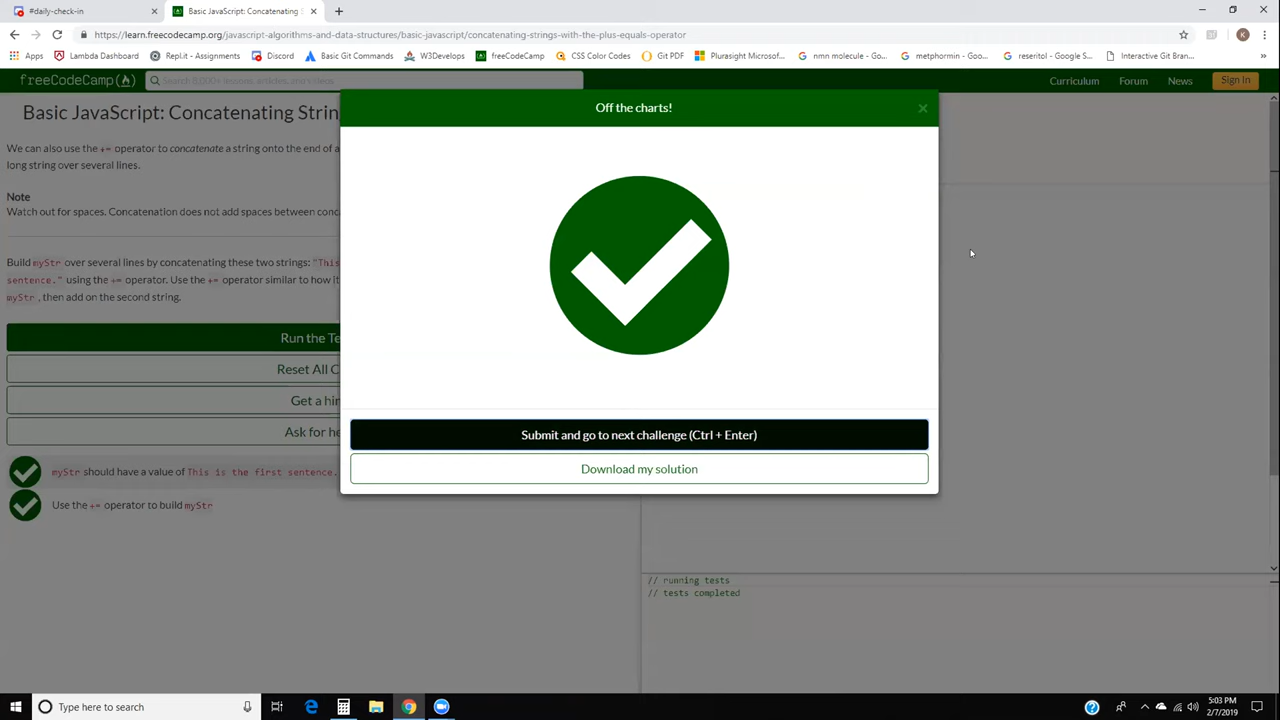 #daily-check-in
Basic JavaScript: Concatenating S
https://learn.freecodecamp.org/javascript-algorithms-and-data-structures/basic-javascript/concatenating-strings-with-the-plus-equals-operator
K
Apps
Lambda Dashboard
Repl.it - Assignments
Discord
Basic Git Commands
W3Develops
freeCodeCamp
CSS Color Codes
Git PDF
Pluralsight Microsof...
nmn molecule - Go...
metphormin - Goo...
reseritol - Google S...
Interactive Git Bran...
freeCodeCamp
Search 8,000+ lessons, articles, and videos
Curriculum
Forum
News
Sign In
Basic JavaScript: Concatenating Strin
Off the charts!
We can also use the += operator to concatenate a string onto the end of a
long string over several lines.
Note
Watch out for spaces. Concatenation does not add spaces between conc
Build myStr over several lines by concatenating these two strings: "This
sentence." using the += operator. Use the += operator similar to how it
myStr , then add on the second string.
Run the Te
Reset All C
Get a hin
Ask for he
myStr should have a value of This is the first sentence.
Use the += operator to build myStr
Submit and go to next challenge (Ctrl + Enter)
Download my solution
// running tests
// tests completed
Type here to search
5:03 PM
2/7/2019